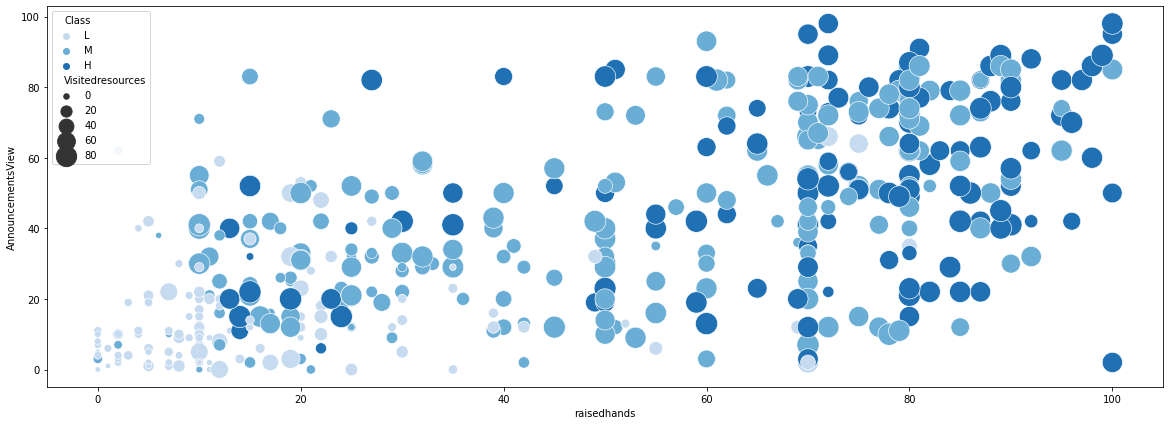 Class
L
M
H
Visitedresources
0
20
40
60
80
100
80
60
40
20
0
AnnouncementsView
0 20 40 60 80 100
raisedhands